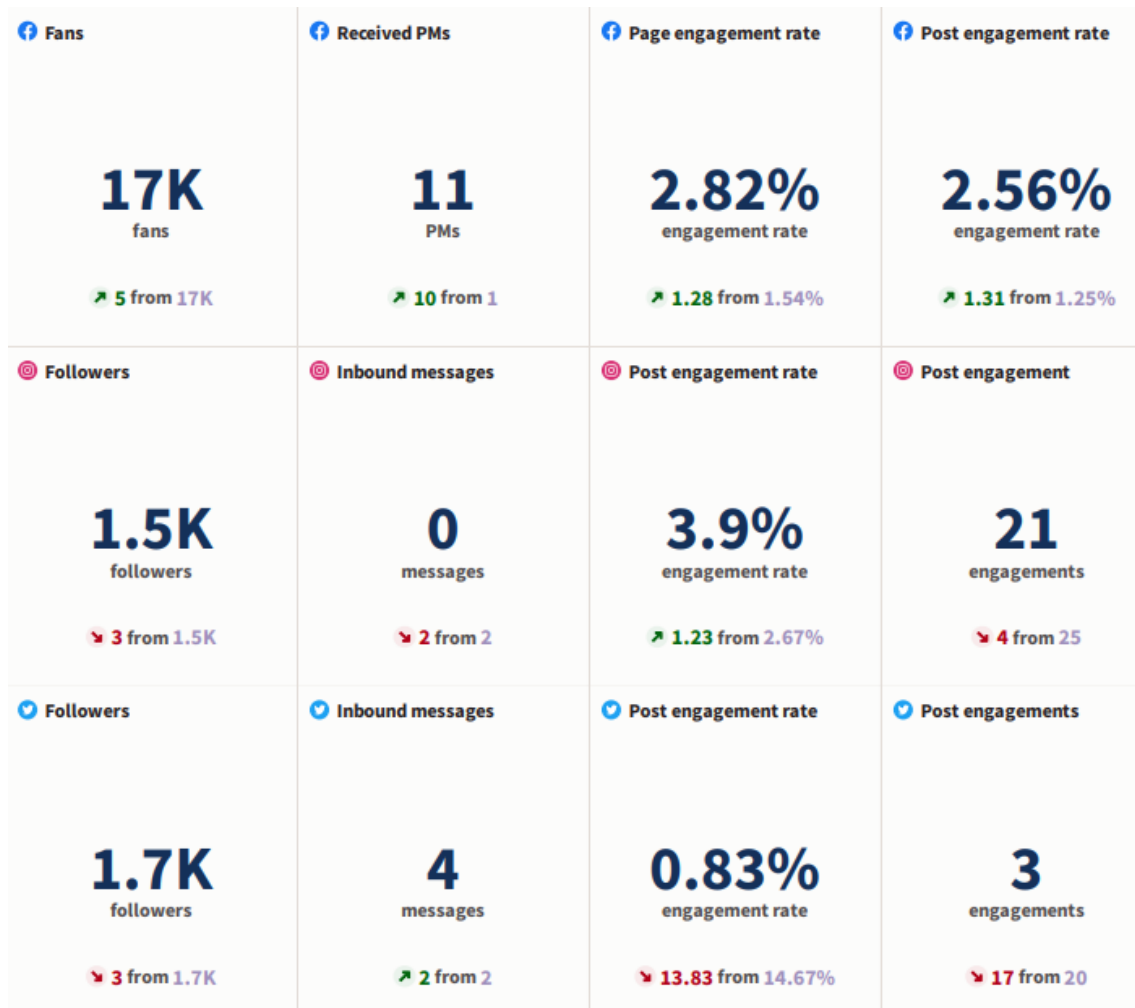 Fans
Received PMs
Page engagement rate
Post engagement rate
17K
fans
11
PMs
2.82%
engagement rate
2.56%
engagement rate
5 from 17K
10 from 1
1.28 from 1.54%
1.31 from 1.25%
Followers
Inbound messages
Post engagement rate
Post engagement
1.5K
followers
0
messages
3.9%
engagement rate
21
engagements
3 from 1.5K
2 from 2
1.23 from 2.67%
4 from 25
Followers
Inbound messages
Post engagement rate
Post engagements
1.7K
followers
4
messages
0.83%
engagement rate
3
engagements
3 from 1.7K
2 from 2
13.83 from 14.67%
17 from 20